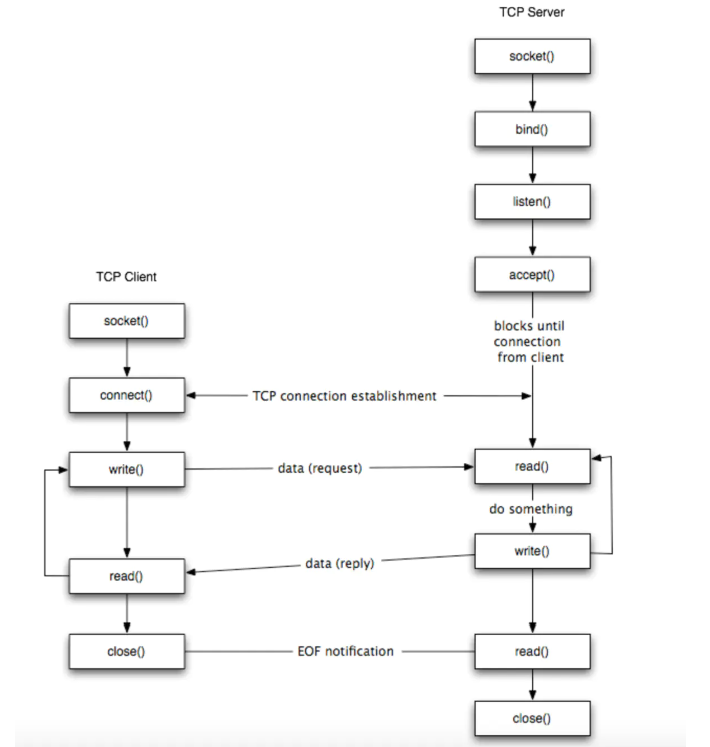 TCP Server
socket()
bind()
listen()
accept()
blocks until
connection
from client
TCP Client
socket()
connect()
TCP connection establishment
write()
data (request)
read()
do something
write()
data (reply)
read()
close()
EOF notification
read()
close()